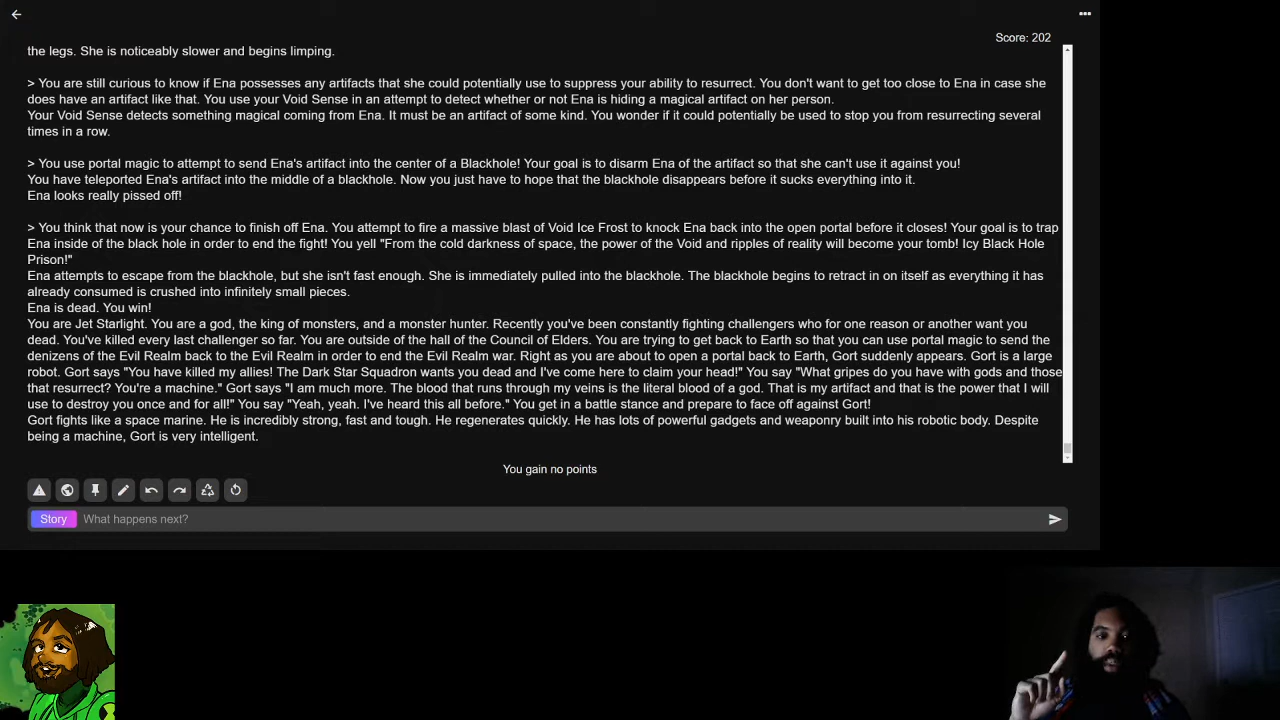 Score: 202
the legs. She is noticeably slower and begins limping.
> You are still curious to know if Ena possesses any artifacts that she could potentially use to suppress your ability to resurrect. You don't want to get too close to Ena in case she
does have an artifact like that. You use your Void Sense in an attempt to detect whether or not Ena is hiding a magical artifact on her person.
Your Void Sense detects something magical coming from Ena. It must be an artifact of some kind. You wonder if it could potentially be used to stop you from resurrecting several
times in a row.
> You use portal magic to attempt to send Ena's artifact into the center of a Blackhole! Your goal is to disarm Ena of the artifact so that she can't use it against you!
You have teleported Ena's artifact into the middle of a blackhole. Now you just have to hope that the blackhole disappears before it sucks everything into it.
Ena looks really pissed off!
> You think that now is your chance to finish off Ena. You attempt to fire a massive blast of Void Ice Frost to knock Ena back into the open portal before it closes! Your goal is to trap
Ena inside of the black hole in order to end the fight! You yell "From the cold darkness of space, the power of the Void and ripples of reality will become your tomb! Icy Black Hole
Prison!"
Ena attempts to escape from the blackhole, but she isn't fast enough. She is immediately pulled into the blackhole. The blackhole begins to retract in on itself as everything it has
already consumed is crushed into infinitely small pieces.
Ena is dead. You win!
You are Jet Starlight. You are a god, the king of monsters, and a monster hunter. Recently you've been constantly fighting challengers who for one reason or another want you
dead. You've killed every last challenger so far. You are outside of the hall of the Council of Elders. You are trying to get back to Earth so that you can use portal magic to send the
denizens of the Evil Realm back to the Evil Realm in order to end the Evil Realm war. Right as you are about to open a portal back to Earth, Gort suddenly appears. Gort is a large
robot. Gort says "You have killed my allies! The Dark Star Squadron wants you dead and I've come here to claim your head!" You say "What gripes do you have with gods and those
that resurrect? You're a machine." Gort says "I am much more. The blood that runs through my veins is the literal blood of a god. That is my artifact and that is the power that I will
use to destroy you once and for all!" You say "Yeah, yeah. I've heard this all before." You get in a battle stance and prepare to face off against Gort!
Gort fights like a space marine. He is incredibly strong, fast and tough. He regenerates quickly. He has lots of powerful gadgets and weaponry built into his robotic body. Despite
being a machine, Gort is very intelligent.
You gain no points
Story What happens next?